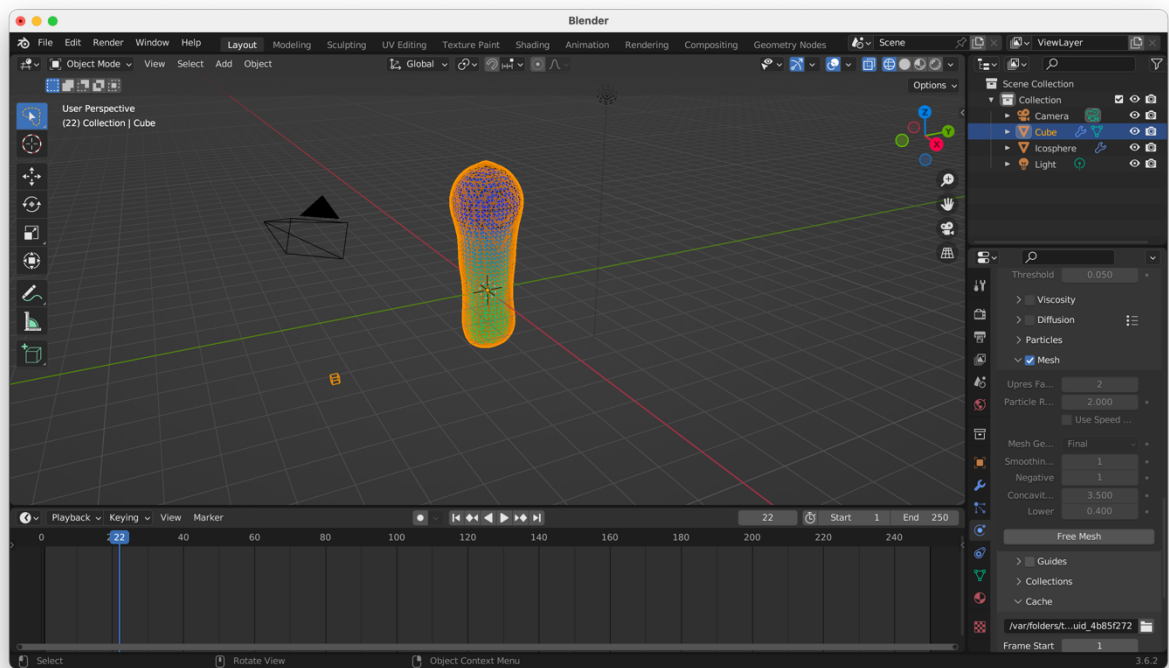 Blender
File Edit Render Window Help Layout Modeling Sculpting UV Editing Texture Paint Shading Animation Rendering Compositing Geometry Nodes Scene ViewLayer
Object Mode View Select Add Object Global
Options
User Perspective
(22) Collection | Cube
Z
Y
X
Scene Collection
Collection
Camera
Cube
Icosphere
Light
Threshold 0.050
Viscosity
Diffusion
Particles
Mesh
Upres Fa... 2
Particle R... 2.000
Use Speed ...
Mesh Ge... Final
Smoothin... 1
Negative 1
Concavit... 3.500
Lower 0.400
Free Mesh
Guides
Collections
Cache
/var/folders/t...uid_4b85f272
Frame Start 1
Playback Keying View Marker 22 Start 1 End 250
0 22 40 60 80 100 120 140 160 180 200 220 240
Select Rotate View Object Context Menu 3.6.2